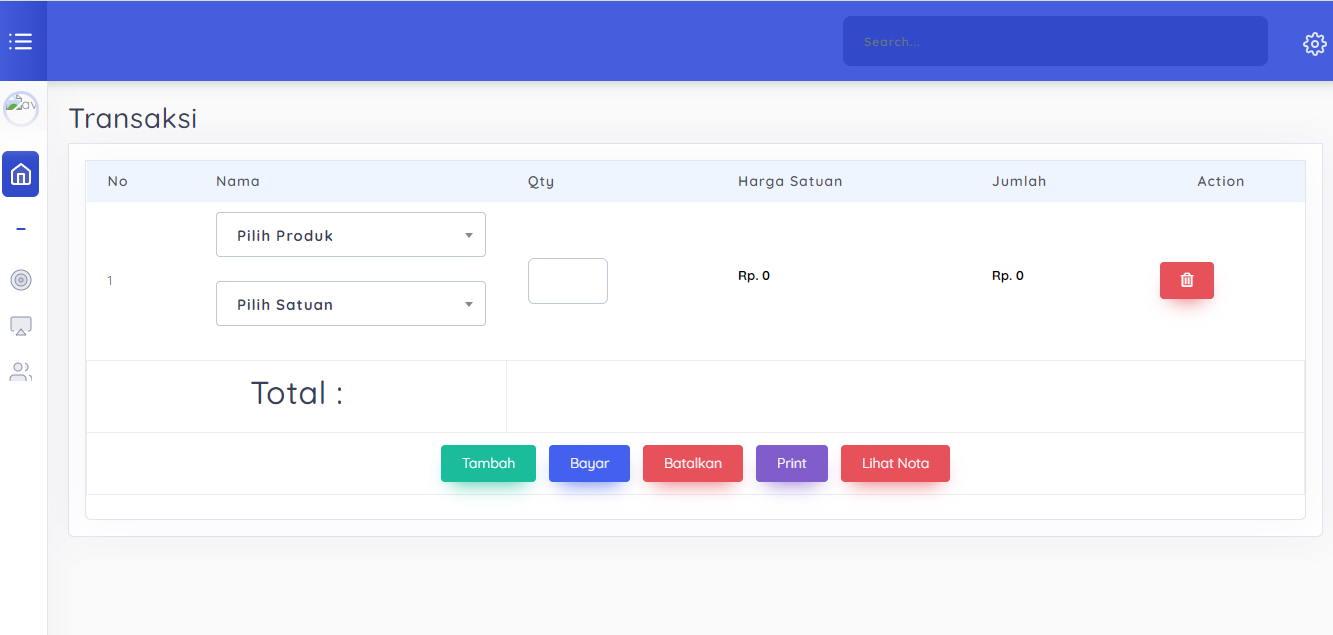 Search...
av
Transaksi
No Nama Qty Harga Satuan Jumlah Action
Pilih Produk
1 Rp. 0 Rp. 0
Pilih Satuan
Total :
Tambah Bayar Batalkan Print Lihat Nota